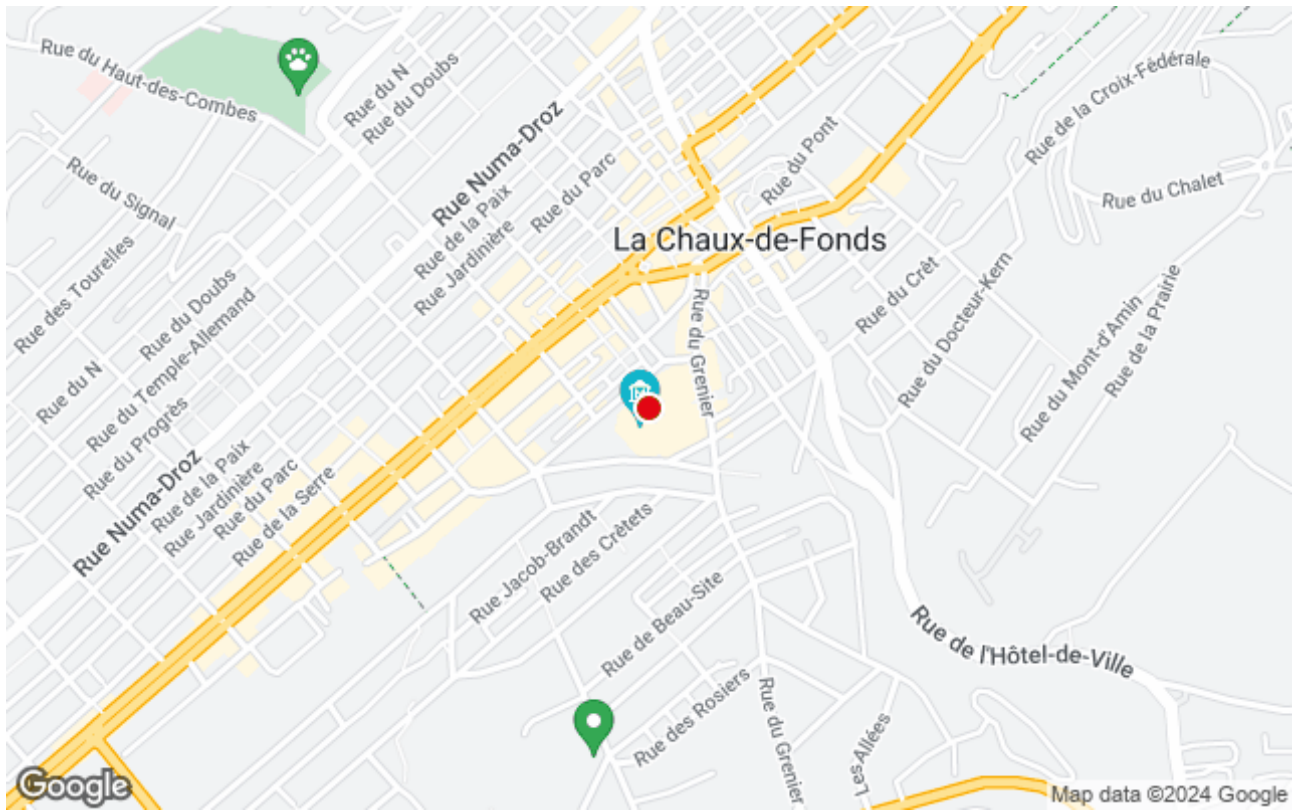 Rue du Haut-des-Combes
Rue du N
Rue du Doubs
Rue Numa-Droz
Rue du Parc
Rue du Pont
Rue de la Croix-Fédérale
Rue du Signal
Rue de la Paix
Rue Jardinière
Rue du Chalet
La Chaux-de-Fonds
Rue des Tourelles
Rue du Doubs
Rue du Temple-Allemand
Rue du N
Rue du Progrès
Rue du Grenier
Rue du Crêt
Rue du Docteur-Kern
Rue du Mont-d'Amin
Rue de la Prairie
Rue Numa-Droz
Rue de la Paix
Rue Jardinière
Rue du Parc
Rue de la Serre
Rue Jacob-Brandt
Rue des Crêtets
Rue de Beau-Site
Rue de l'Hôtel-de-Ville
Rue des Rosiers
Rue du Grenier
Les Allées
Google
Map data ©2024 Google